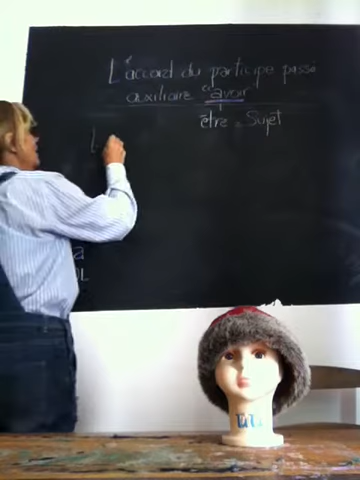 L'accord du participe passé
auxiliaire "avoir
être → Sujet
L
a